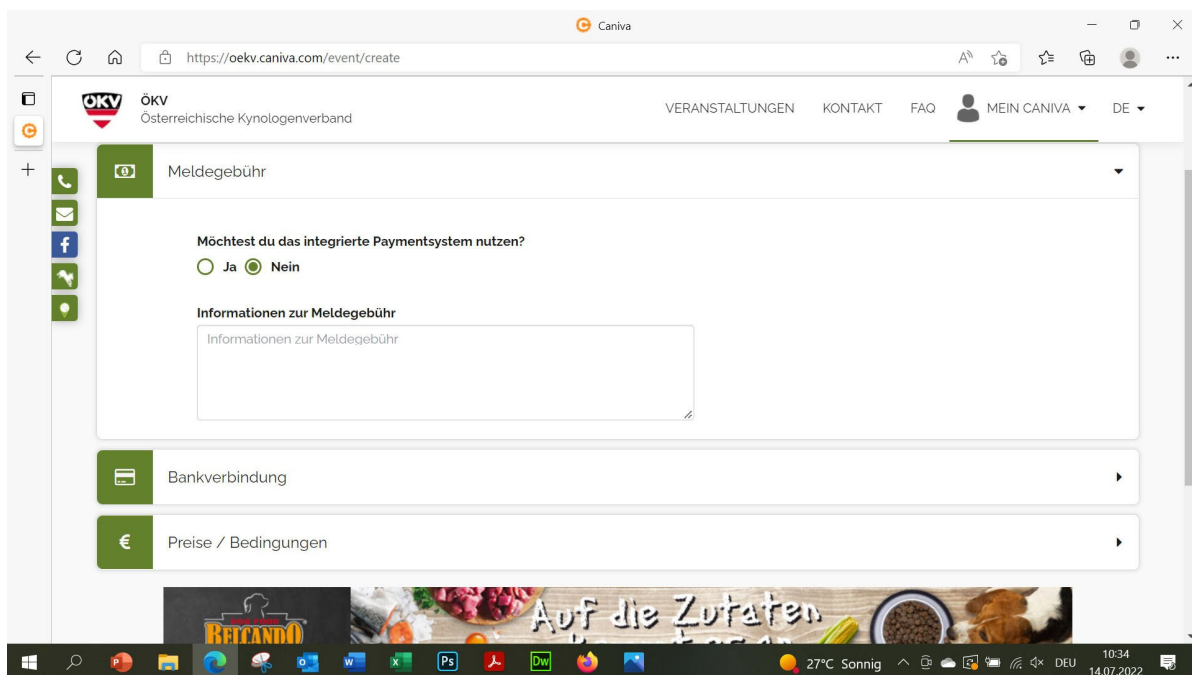 Caniva
https://oekv.caniva.com/event/create
ÖKV
ÖKV
Österreichische Kynologenverband
VERANSTALTUNGEN KONTAKT FAQ MEIN CANIVA DE
Meldegebühr
Möchtest du das integrierte Paymentsystem nutzen?
Ja Nein
Informationen zur Meldegebühr
Informationen zur Meldegebühr
Bankverbindung
€ Preise / Bedingungen
BELCANDO
Auf die Zutaten
Ps Dw 27°C Sonnig DEU 10:34
14.07.2022